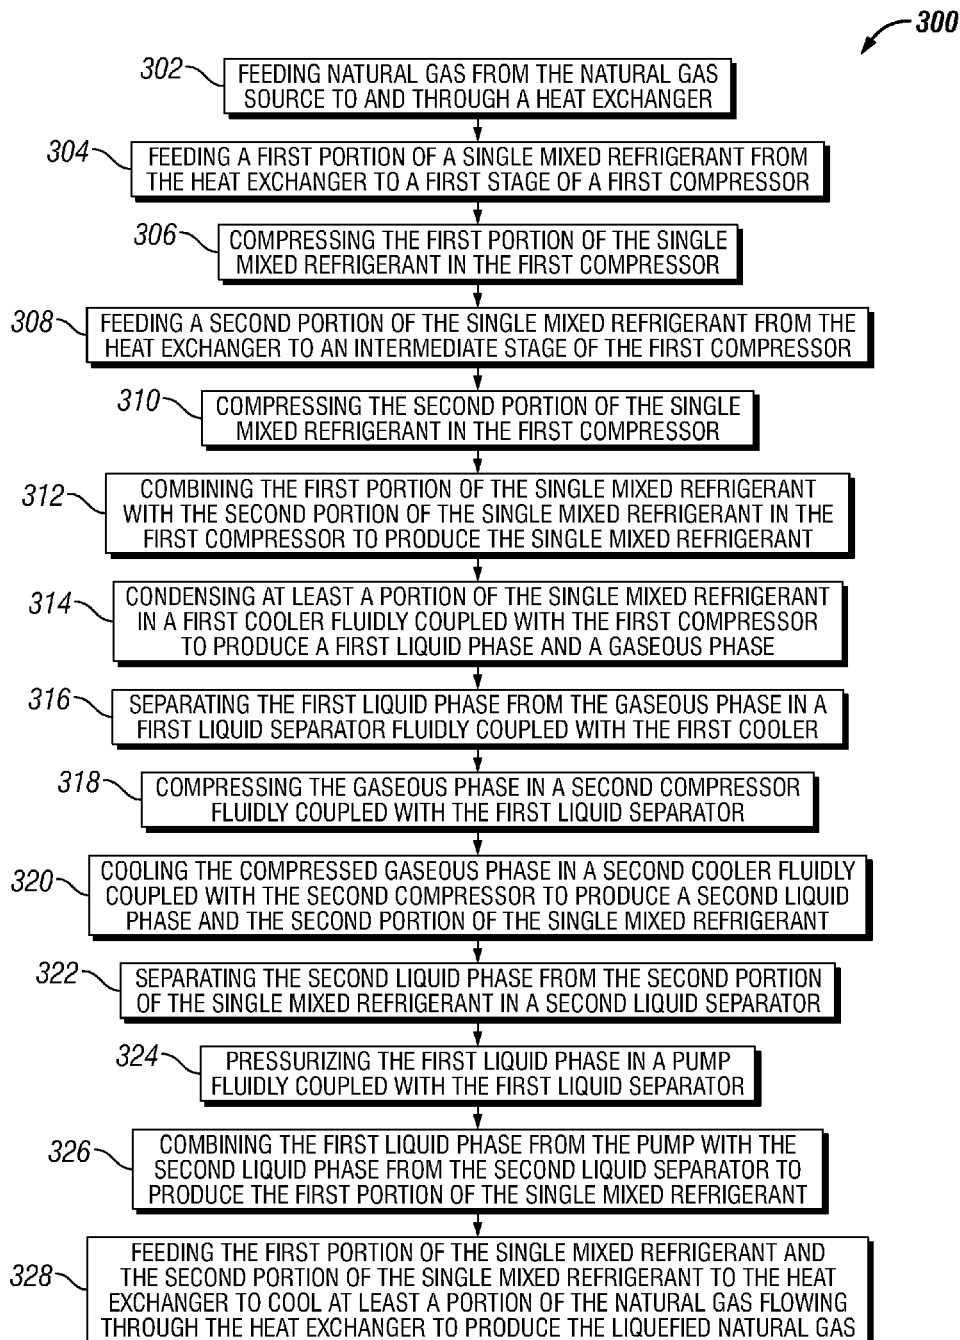 300
302
FEEDING NATURAL GAS FROM THE NATURAL GAS
SOURCE TO AND THROUGH A HEAT EXCHANGER
304
FEEDING A FIRST PORTION OF A SINGLE MIXED REFRIGERANT FROM
THE HEAT EXCHANGER TO A FIRST STAGE OF A FIRST COMPRESSOR
306
COMPRESSING THE FIRST PORTION OF THE SINGLE
MIXED REFRIGERANT IN THE FIRST COMPRESSOR
308
FEEDING A SECOND PORTION OF THE SINGLE MIXED REFRIGERANT FROM THE
HEAT EXCHANGER TO AN INTERMEDIATE STAGE OF THE FIRST COMPRESSOR
310
COMPRESSING THE SECOND PORTION OF THE SINGLE
MIXED REFRIGERANT IN THE FIRST COMPRESSOR
312
COMBINING THE FIRST PORTION OF THE SINGLE MIXED REFRIGERANT
WITH THE SECOND PORTION OF THE SINGLE MIXED REFRIGERANT IN THE
FIRST COMPRESSOR TO PRODUCE THE SINGLE MIXED REFRIGERANT
314
CONDENSING AT LEAST A PORTION OF THE SINGLE MIXED REFRIGERANT
IN A FIRST COOLER FLUIDLY COUPLED WITH THE FIRST COMPRESSOR
TO PRODUCE A FIRST LIQUID PHASE AND A GASEOUS PHASE
316
SEPARATING THE FIRST LIQUID PHASE FROM THE GASEOUS PHASE IN A
FIRST LIQUID SEPARATOR FLUIDLY COUPLED WITH THE FIRST COOLER
318
COMPRESSING THE GASEOUS PHASE IN A SECOND COMPRESSOR
FLUIDLY COUPLED WITH THE FIRST LIQUID SEPARATOR
320
COOLING THE COMPRESSED GASEOUS PHASE IN A SECOND COOLER FLUIDLY
COUPLED WITH THE SECOND COMPRESSOR TO PRODUCE A SECOND LIQUID
PHASE AND THE SECOND PORTION OF THE SINGLE MIXED REFRIGERANT
322
SEPARATING THE SECOND LIQUID PHASE FROM THE SECOND PORTION
OF THE SINGLE MIXED REFRIGERANT IN A SECOND LIQUID SEPARATOR
324
PRESSURIZING THE FIRST LIQUID PHASE IN A PUMP
FLUIDLY COUPLED WITH THE FIRST LIQUID SEPARATOR
326
COMBINING THE FIRST LIQUID PHASE FROM THE PUMP WITH THE
SECOND LIQUID PHASE FROM THE SECOND LIQUID SEPARATOR TO
PRODUCE THE FIRST PORTION OF THE SINGLE MIXED REFRIGERANT
328
FEEDING THE FIRST PORTION OF THE SINGLE MIXED REFRIGERANT AND
THE SECOND PORTION OF THE SINGLE MIXED REFRIGERANT TO THE HEAT
EXCHANGER TO COOL AT LEAST A PORTION OF THE NATURAL GAS FLOWING
THROUGH THE HEAT EXCHANGER TO PRODUCE THE LIQUEFIED NATURAL GAS